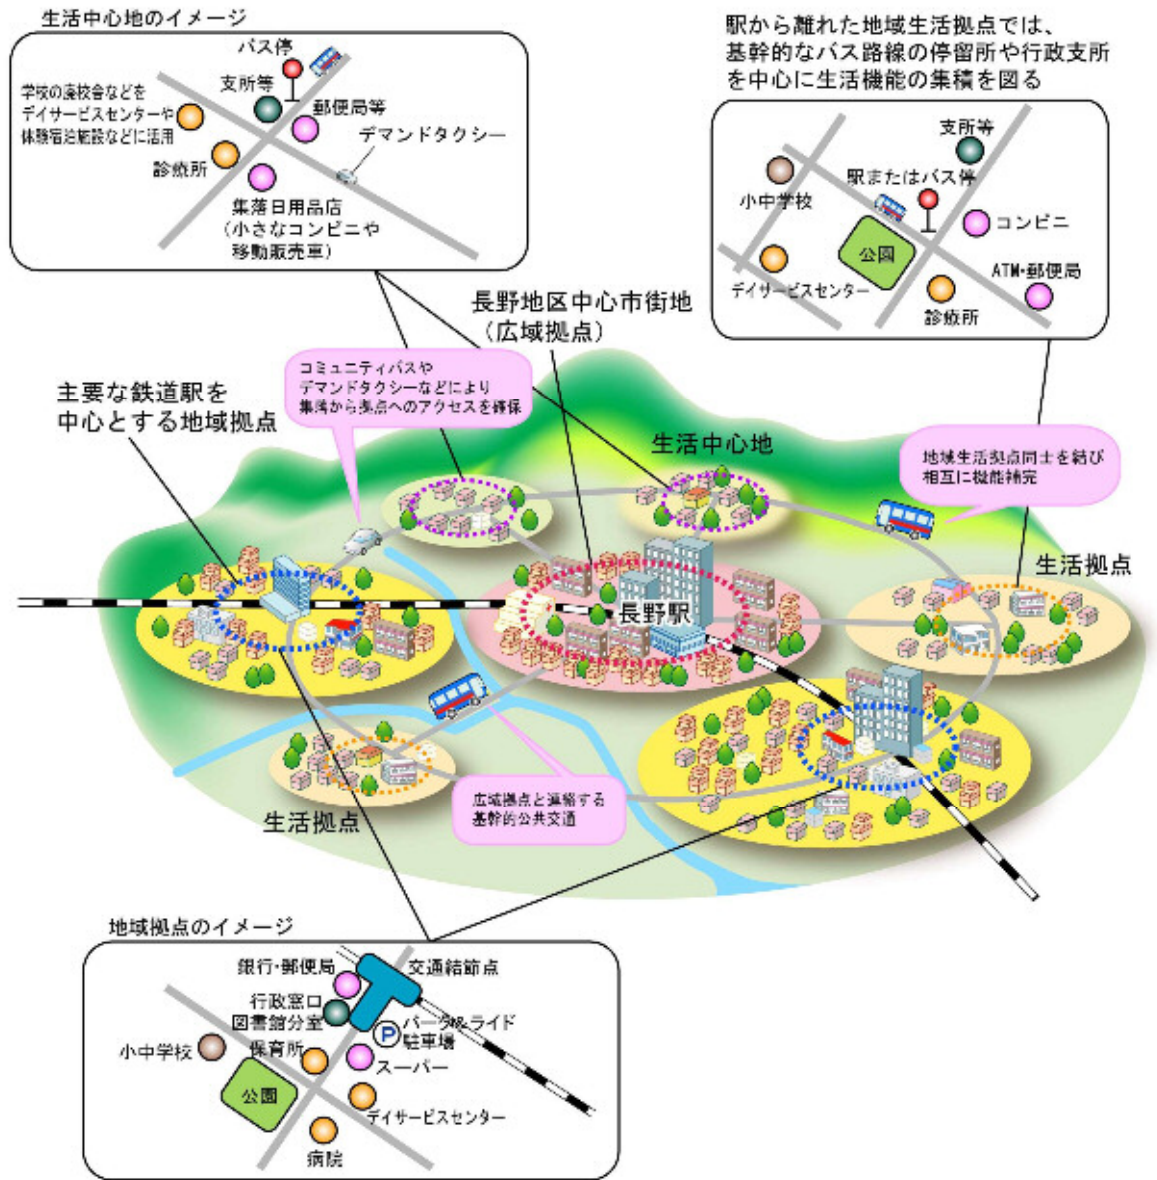 生活中心地のイメージ
バス停
支所等
学校の廃校舎などを
デイサービスセンターや
体験宿泊施設などに活用
郵便局等
デマンドタクシー
診療所
集落日用品店
（小さなコンビニや
移動販売車）
駅から離れた地域生活拠点では、
基幹的なバス路線の停留所や行政支所
を中心に生活機能の集積を図る
支所等
小中学校
駅またはバス停
コンビニ
公園
デイサービスセンター
ATM・郵便局
診療所
長野地区中心市街地
（広域拠点）
コミュニティバスや
デマンドタクシーなどにより
集落から拠点へのアクセスを確保
主要な鉄道駅を
中心とする地域拠点
生活中心地
地域生活拠点同士を結び
相互に機能補完
生活拠点
長野駅
生活拠点
広域拠点と連絡する
基幹的公共交通
地域拠点のイメージ
銀行・郵便局
交通結節点
行政窓口
図書館分室
P
パーク&ライド
駐車場
小中学校
保育所
スーパー
公園
デイサービスセンター
病院